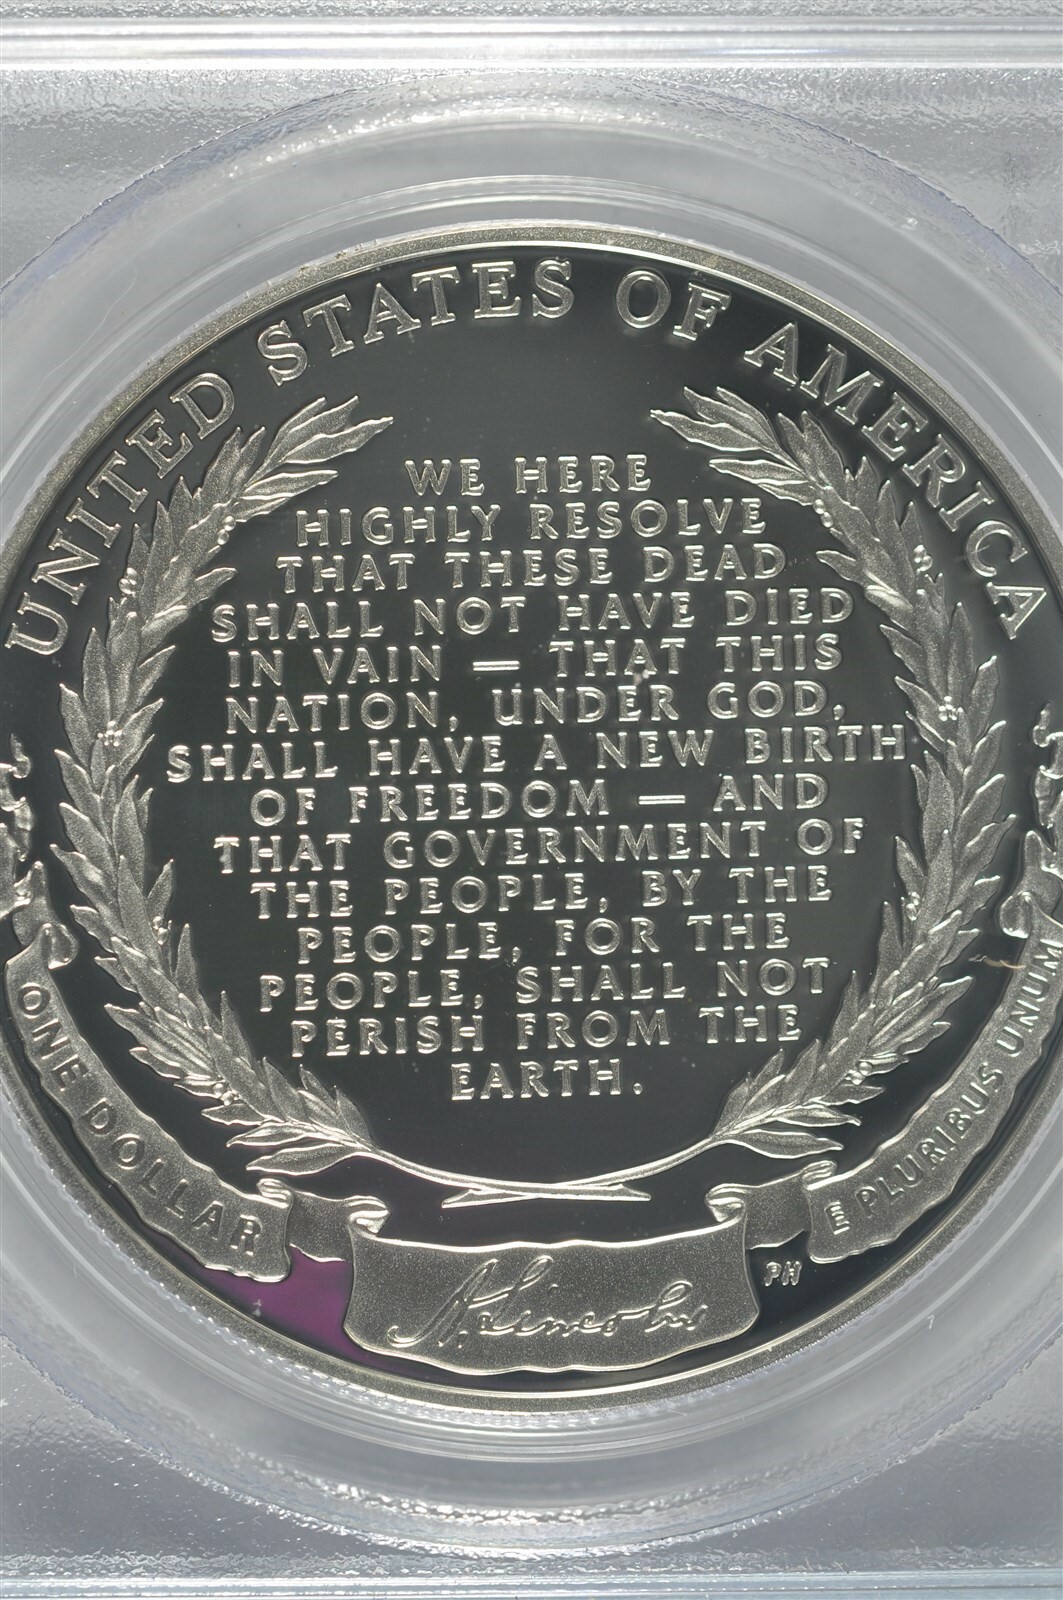 UNITED STATES OF AMERICA
WE HERE
HIGHLY RESOLVE
THAT THESE DEAD
SHALL NOT HAVE DIED
IN VAIN — THAT THIS
NATION, UNDER GOD,
SHALL HAVE A NEW BIRTH
OF FREEDOM — AND
THAT GOVERNMENT OF
THE PEOPLE, BY THE
PEOPLE, FOR THE
PEOPLE, SHALL NOT
PERISH FROM THE
EARTH.
ONE DOLLAR
E PLURIBUS UNUM
A. Lincoln
PH